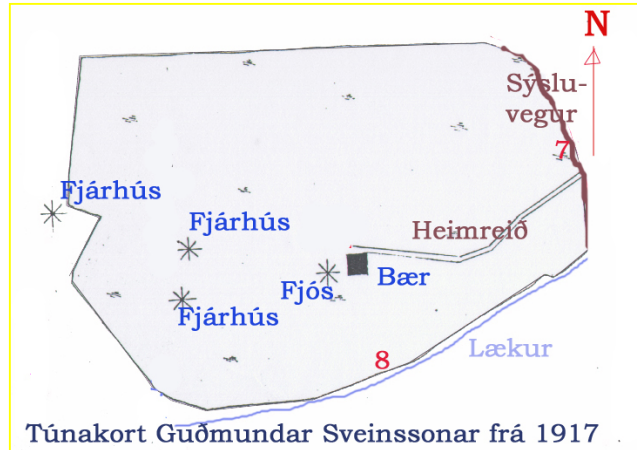 N
Sýslu-
vegur
7
Fjárhús
Fjárhús
Heimreið
Fjós
Bær
Fjárhús
Lækur
8
Túnakort Guðmundar Sveinssonar frá 1917